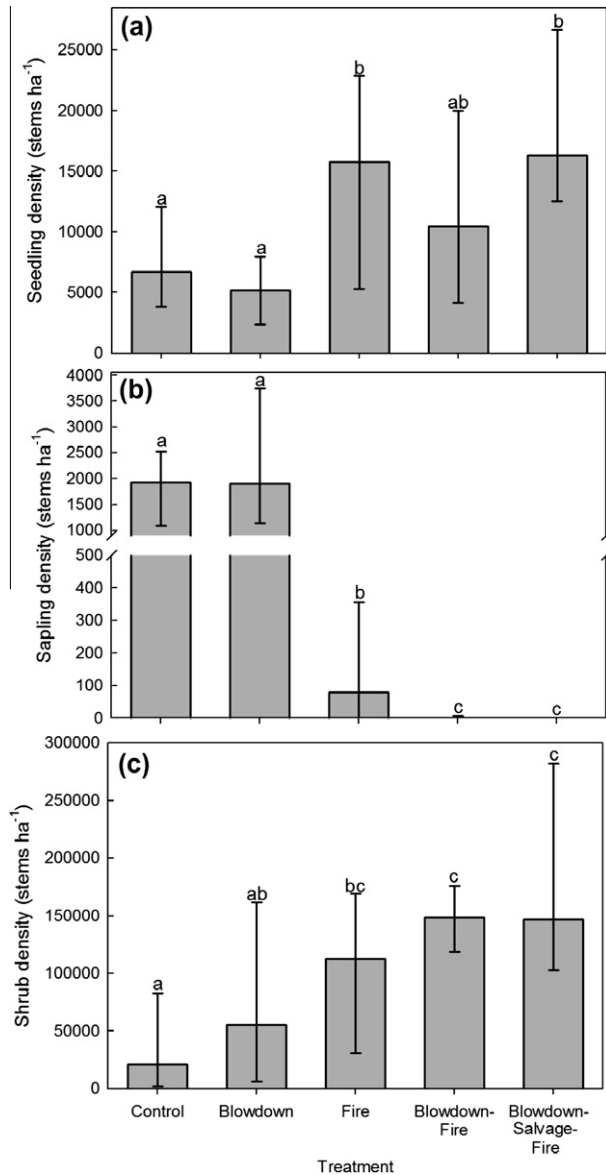 (a)
Seedling density (stems ha-1)
25000
20000
15000
10000
5000
0
a
a
b
ab
b
(b)
Sapling density (stems ha-1)
4000
3500
3000
2500
2000
1500
1000
500
400
300
200
100
0
a
a
b
c
c
(c)
Shrub density (stems ha-1)
300000
250000
200000
150000
100000
50000
0
a
ab
bc
c
c
Control
Blowdown
Fire
Blowdown-
Fire
Blowdown-
Salvage-
Fire
Treatment